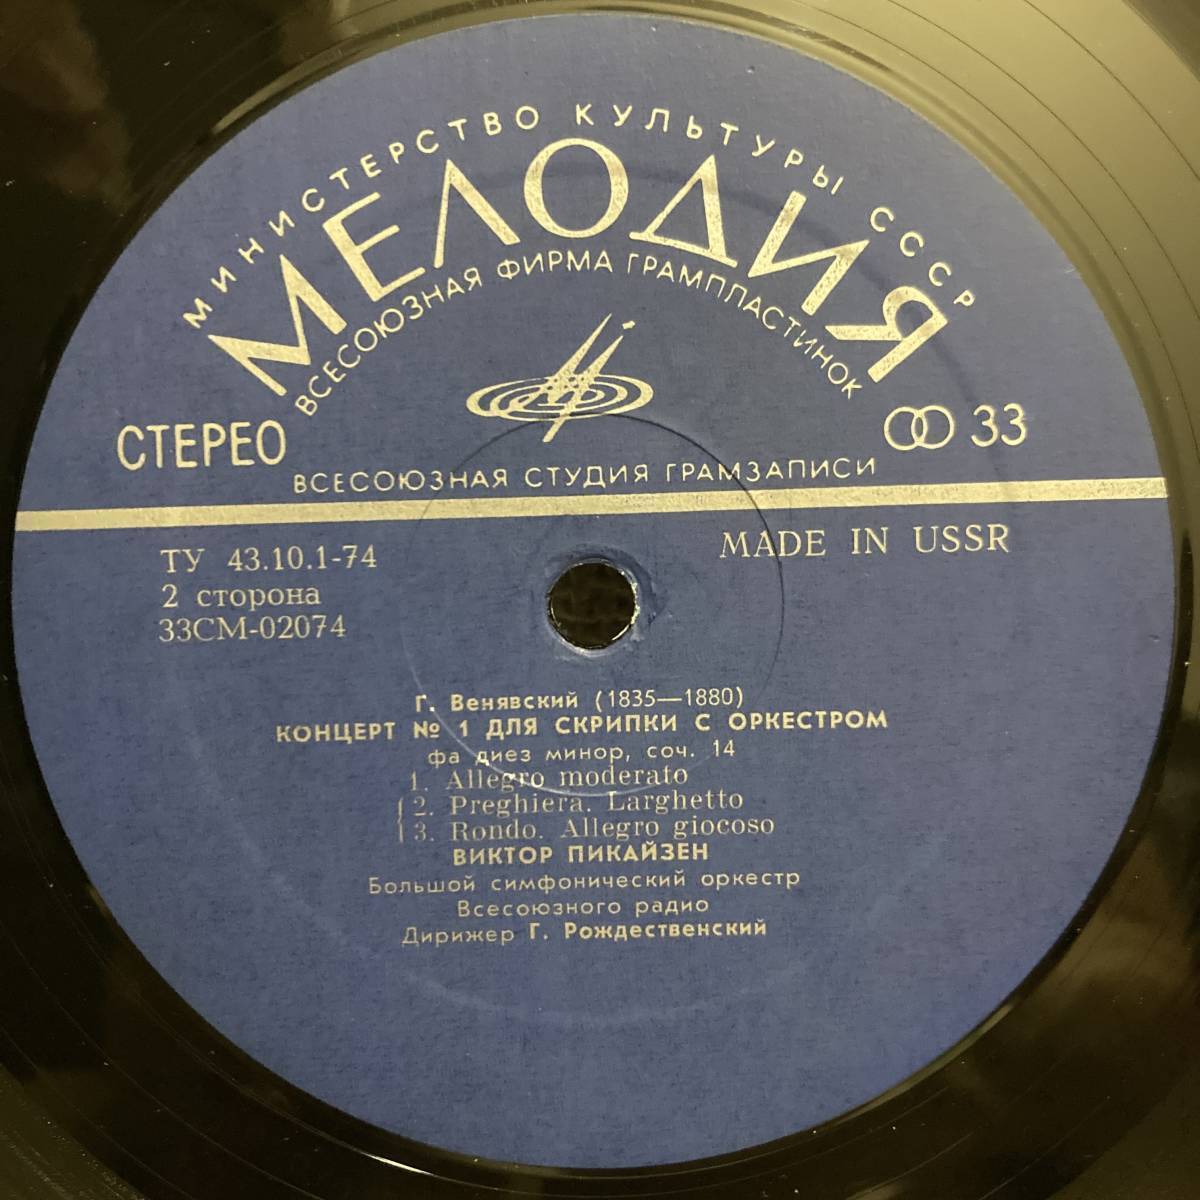 МИНИСТЕРСТВО КУЛЬТУРЫ СССР
МЕЛОДИЯ
ВСЕСОЮЗНАЯ ФИРМА ГРАМПЛАСТИНОК
СТЕРЕО
33
ВСЕСОЮЗНАЯ СТУДИЯ ГРАМЗАПИСИ
ТУ 43.10.1-74
MADE IN USSR
2 сторона
33СМ-02074
Г. Венявский (1835—1880)
КОНЦЕРТ № 1 ДЛЯ СКРИПКИ С ОРКЕСТРОМ
фа диез минор, соч. 14
1. Allegro moderato
2. Preghiera. Larghetto
3. Rondo. Allegro giocoso
ВИКТОР ПИКАЙЗЕН
Большой симфонический оркестр
Всесоюзного радио
Дирижер Г. Рождественский